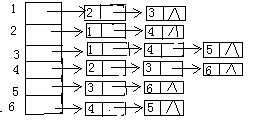 1 2 3 ∧
2 1 4 ∧
3 1 4 5 ∧
4 2 3 6 ∧
5 3 6 ∧
6 4 5 ∧